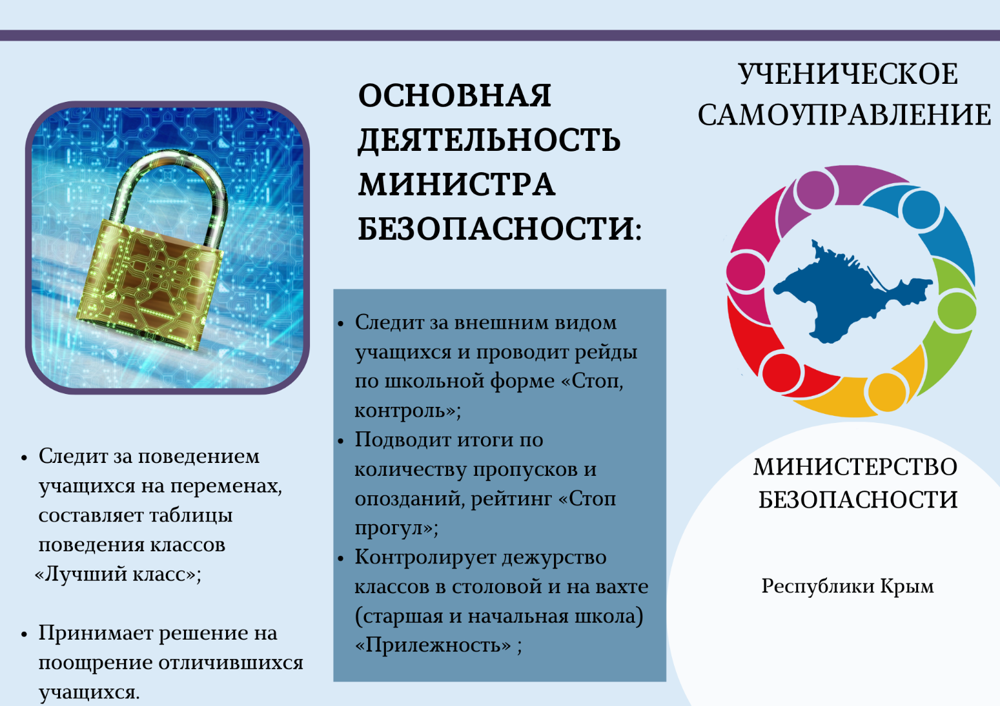 • Следит за поведением
учащихся на переменах,
составляет таблицы
поведения классов
«Лучший класс»;
• Принимает решение на
поощрение отличившихся
учащихся.
ОСНОВНАЯ
ДЕЯТЕЛЬНОСТЬ
МИНИСТРА
БЕЗОПАСНОСТИ:
• Следит за внешним видом
учащихся и проводит рейды
по школьной форме «Стоп,
контроль»;
• Подводит итоги по
количеству пропусков и
опозданий, рейтинг «Стоп
прогул»;
• Контролирует дежурство
классов в столовой и на вахте
(старшая и начальная школа)
«Прилежность» ;
УЧЕНИЧЕСКОЕ
САМОУПРАВЛЕНИЕ
МИНИСТЕРСТВО
БЕЗОПАСНОСТИ
Республики Крым